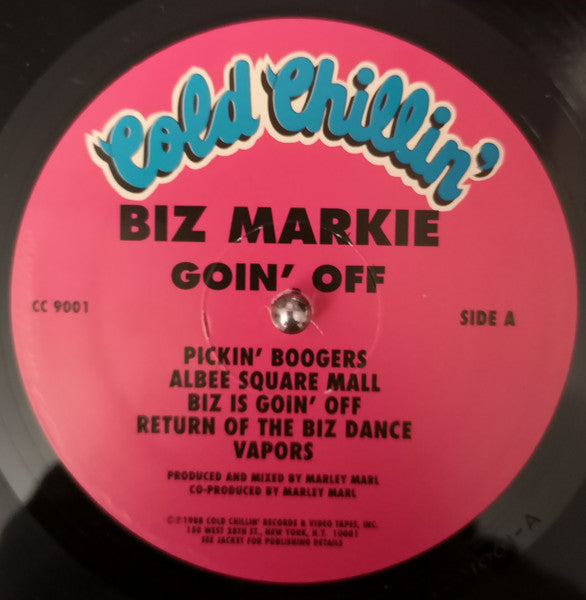 Cold Chillin'
BIZ MARKIE
GOIN' OFF
CC 9001
SIDE A
PICKIN' BOOGERS
ALBEE SQUARE MALL
BIZ IS GOiN' OFF
RETURN OF THE BIZ DANCE
VAPORS
PRODUCED AND MIXED BY MARLEY MARL
CO-PRODUCED BY MARLEY MARL
©℗1988 COLD CHILLIN' RECORDS & VIDEO TAPES, INC.
150 WEST 28TH ST., NEW YORK, N.Y. 10001
SEE JACKET FOR PUBLISHING DETAILS